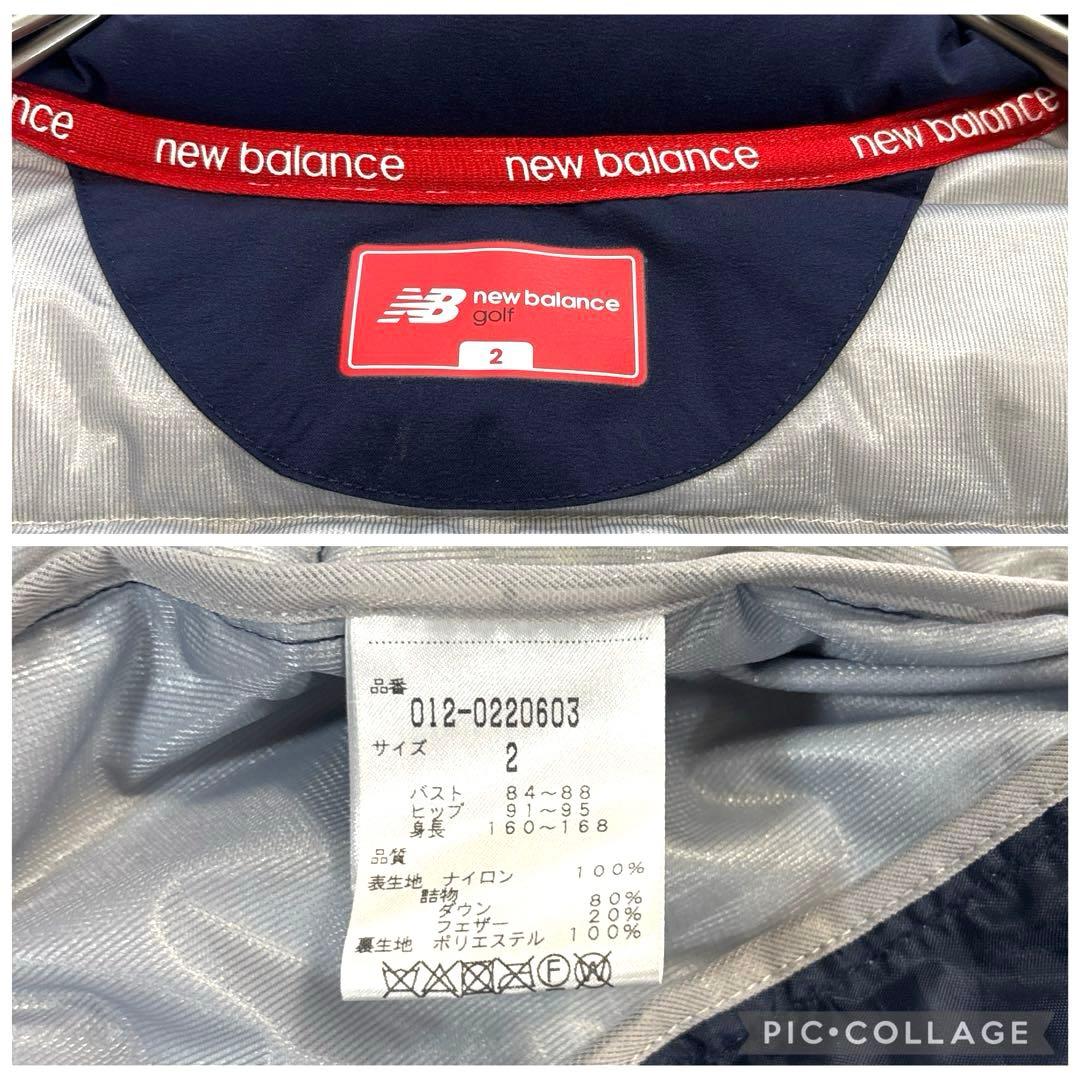 nce new balance new balance new balance
NB new balance
golf
2
品番
012-0220603
サイズ
2
バスト 84～88
ヒップ 91～95
身長 160～168
品質
表生地 ナイロン 100%
詰物
ダウン 80%
フェザー 20%
裏生地 ポリエステル 100%
F W
PIC•COLLAGE